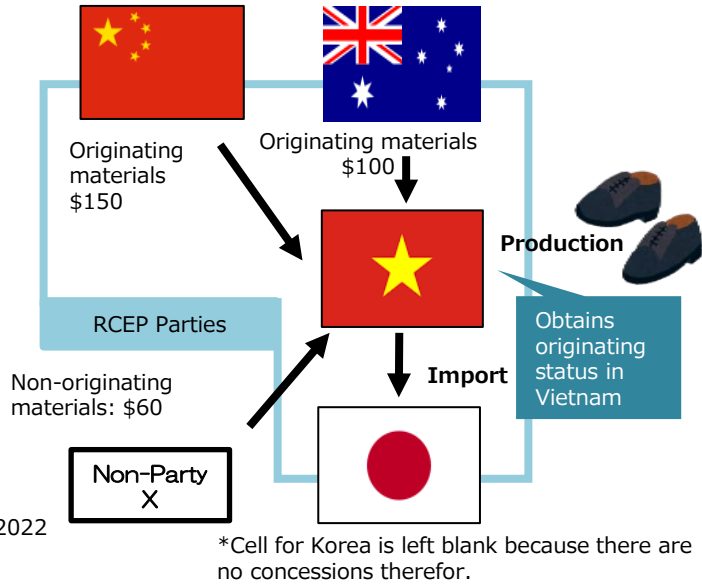 Originating
materials
$150
Originating materials
$100
Production
RCEP Parties
Obtains
originating
status in
Vietnam
Import
Non-originating
materials: $60
Non-Party
X
2022
*Cell for Korea is left blank because there are
no concessions therefor.